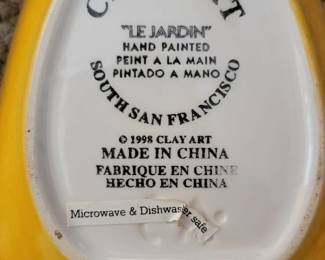 "LE JARDIN"
HAND PAINTED
PEINT A LA MAIN
PINTADO A MANO
SOUTH SAN FRANCISCO
© 1998 CLAY ART
MADE IN CHINA
FABRIQUE EN CHINE
HECHO EN CHINA
Microwave & Dishwasher safe